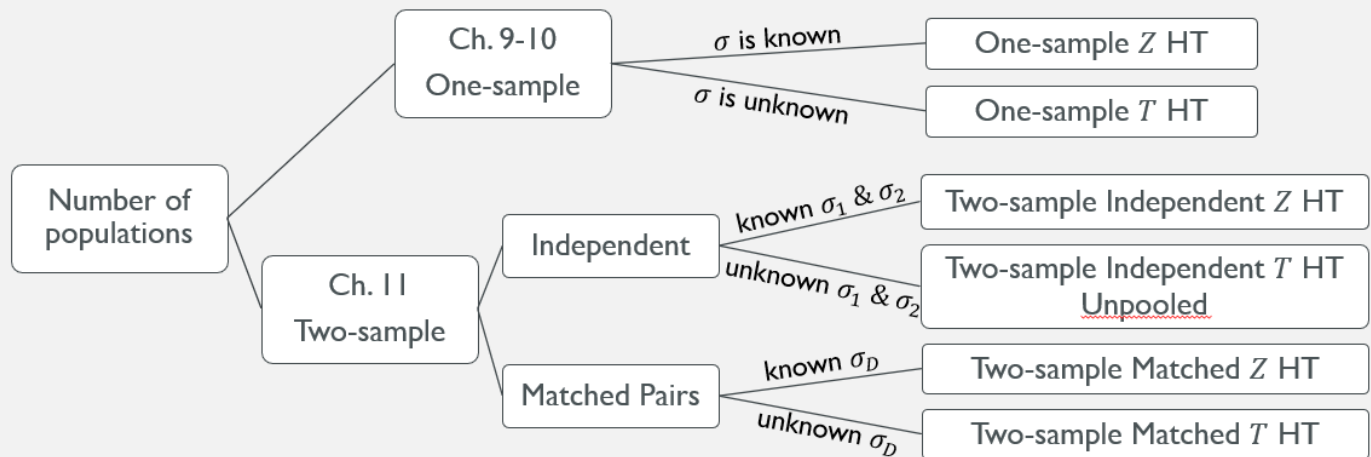 Number of
populations
Ch. 9-10
One-sample
σ is known
One-sample Z HT
σ is unknown
One-sample T HT
Ch. 11
Two-sample
Independent
known σ₁ & σ₂
Two-sample Independent Z HT
unknown σ₁ & σ₂
Two-sample Independent T HT
Unpooled
Matched Pairs
known σ_D
Two-sample Matched Z HT
unknown σ_D
Two-sample Matched T HT